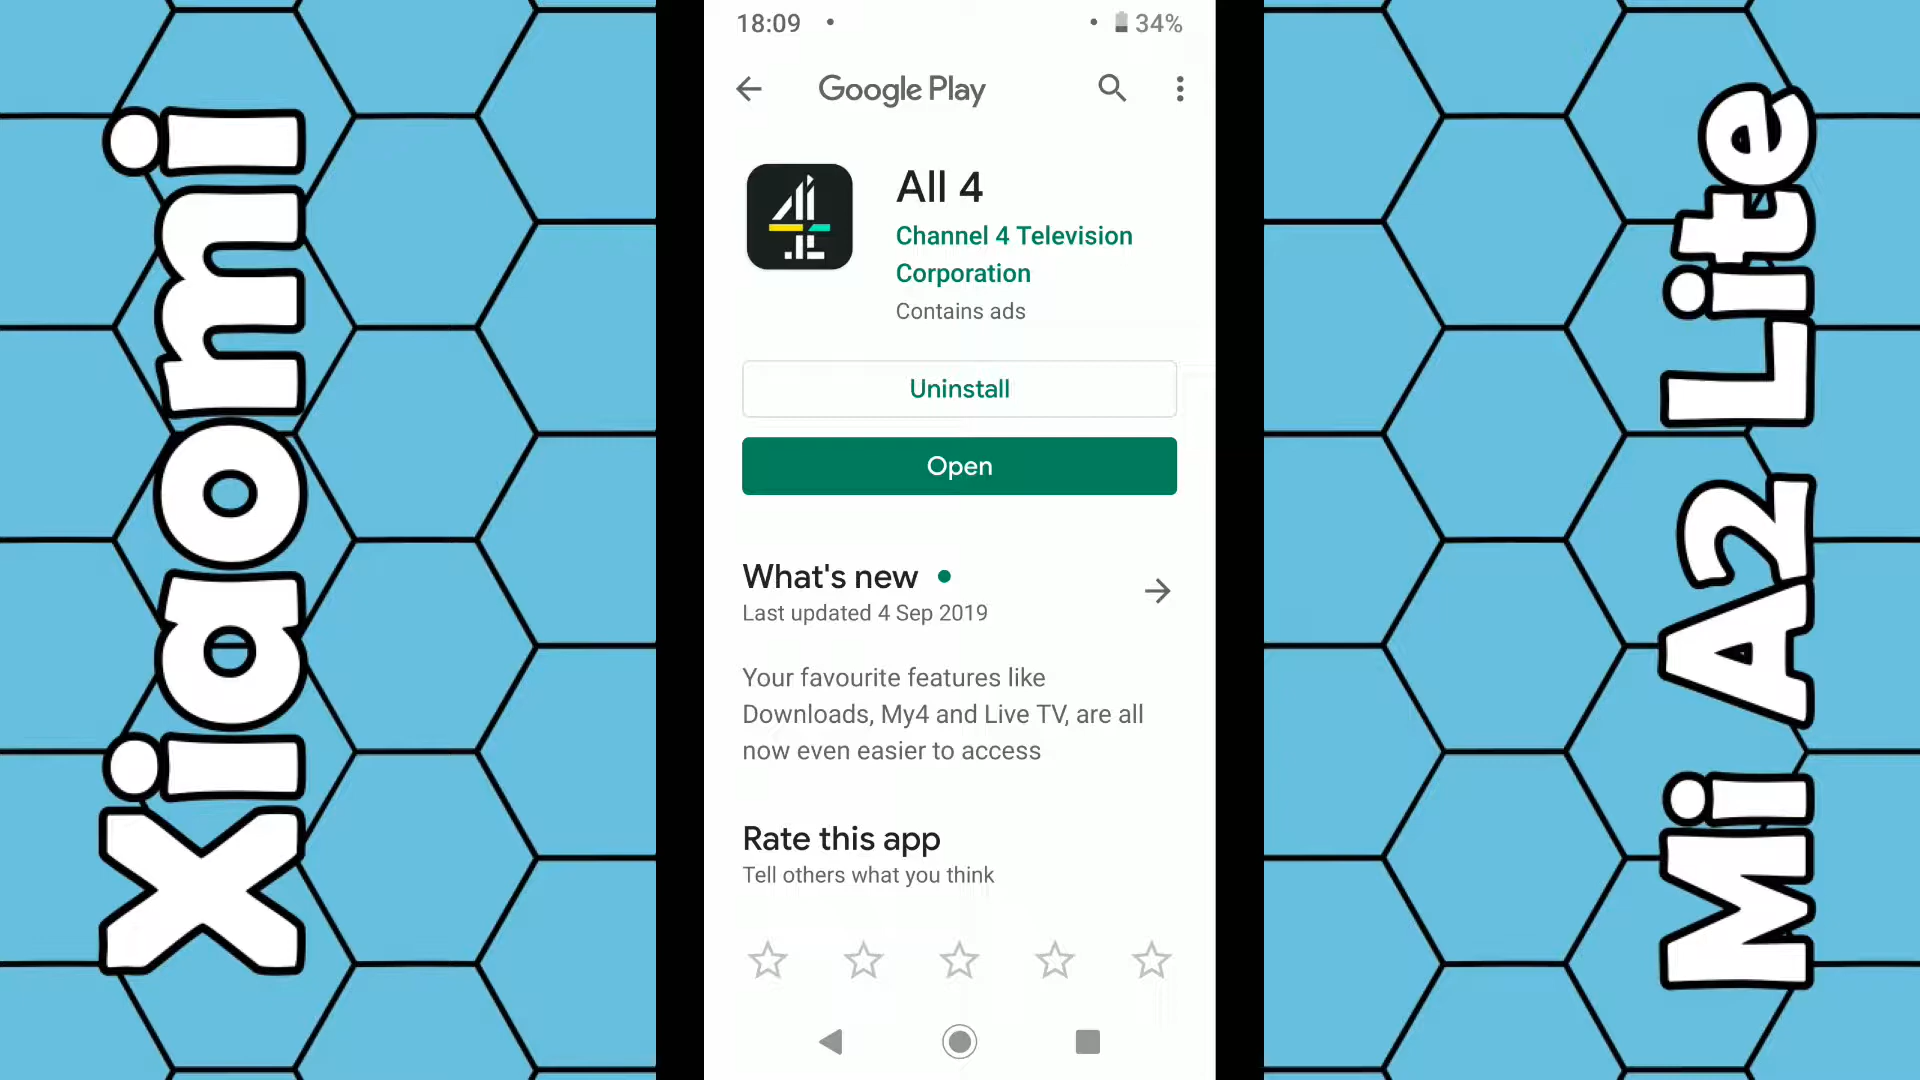 Xiaomi
18:09
34%
Google Play
All 4
Channel 4 Television
Corporation
Contains ads
Uninstall
Open
What's new
Last updated 4 Sep 2019
Your favourite features like
Downloads, My4 and Live TV, are all
now even easier to access
Rate this app
Tell others what you think
Mi A2 Lite